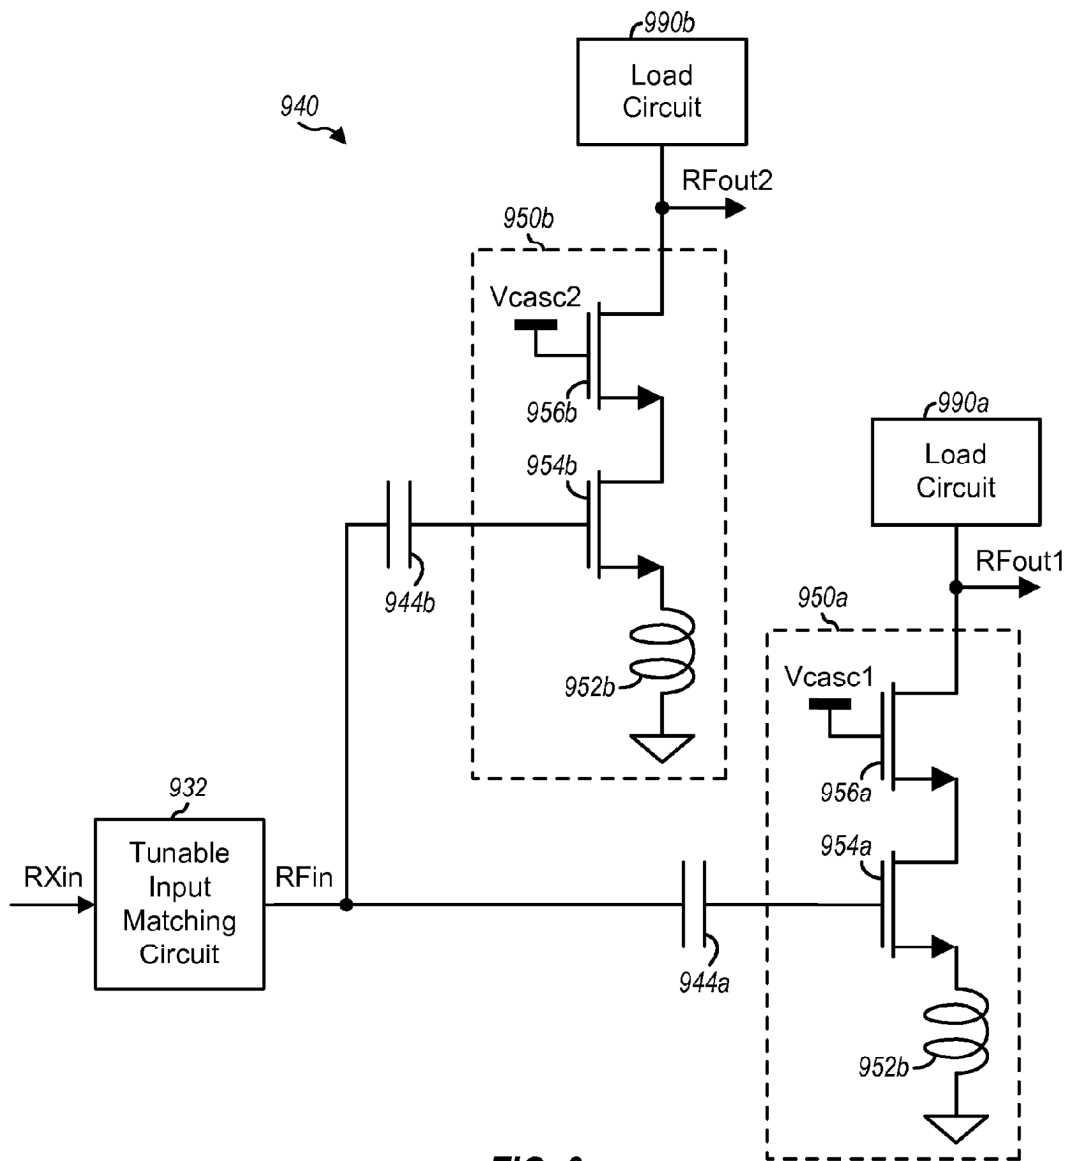 990b
Load
Circuit
940
RFout2
950b
Vcasc2
956b
990a
Load
Circuit
954b
RFout1
944b
950a
952b
Vcasc1
932
956a
Tunable
Input
Matching
Circuit
RXin
RFin
954a
944a
952b